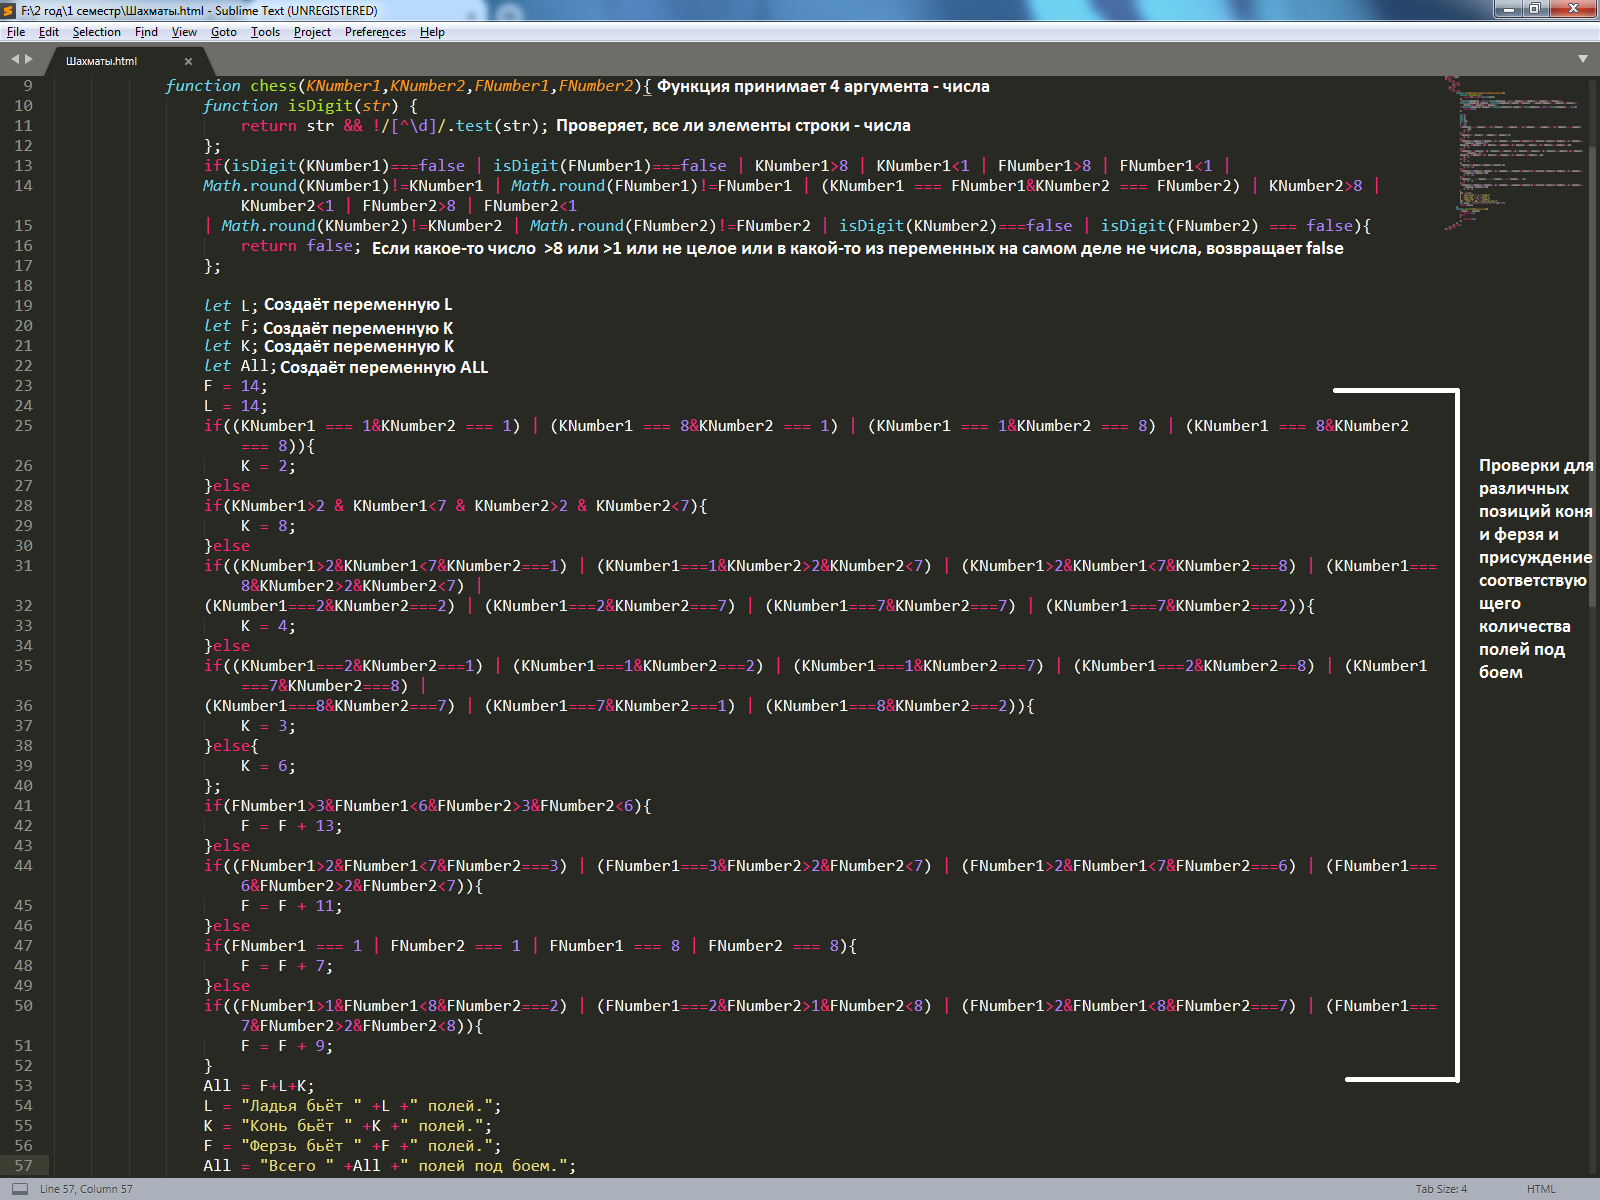 F:\2 год\1 семестр\Шахматы.html - Sublime Text (UNREGISTERED)
File Edit Selection Find View Goto Tools Project Preferences Help
Шахматы.html
9 function chess(KNumber1,KNumber2,FNumber1,FNumber2){ Функция принимает 4 аргумента - числа
10 function isDigit(str) {
11 return str && !/[^\d]/.test(str); Проверяет, все ли элементы строки - числа
12 };
13 if(isDigit(KNumber1)===false | isDigit(FNumber1)===false | KNumber1>8 | KNumber1<1 | FNumber1>8 | FNumber1<1 |
14 Math.round(KNumber1)!=KNumber1 | Math.round(FNumber1)!=FNumber1 | (KNumber1 === FNumber1&KNumber2 === FNumber2) | KNumber2>8 |
KNumber2<1 | FNumber2>8 | FNumber2<1
15 | Math.round(KNumber2)!=KNumber2 | Math.round(FNumber2)!=FNumber2 | isDigit(KNumber2)===false | isDigit(FNumber2) === false){
16 return false; Если какое-то число >8 или >1 или не целое или в какой-то из переменных на самом деле не числа, возвращает false
17 };
18
19 let L; Создаёт переменную L
20 let F; Создаёт переменную K
21 let K; Создаёт переменную K
22 let All; Создаёт переменную ALL
23 F = 14;
24 L = 14;
25 if((KNumber1 === 1&KNumber2 === 1) | (KNumber1 === 8&KNumber2 === 1) | (KNumber1 === 1&KNumber2 === 8) | (KNumber1 === 8&KNumber2
=== 8)){
26 K = 2;
27 }else
28 if(KNumber1>2 & KNumber1<7 & KNumber2>2 & KNumber2<7){
29 K = 8;
30 }else
31 if((KNumber1>2&KNumber1<7&KNumber2===1) | (KNumber1===1&KNumber2>2&KNumber2<7) | (KNumber1>2&KNumber1<7&KNumber2===8) | (KNumber1===
8&KNumber2>2&KNumber2<7) |
32 (KNumber1===2&KNumber2===2) | (KNumber1===2&KNumber2===7) | (KNumber1===7&KNumber2===7) | (KNumber1===7&KNumber2===2)){
33 K = 4;
34 }else
35 if((KNumber1===2&KNumber2===1) | (KNumber1===1&KNumber2===2) | (KNumber1===1&KNumber2===7) | (KNumber1===2&KNumber2==8) | (KNumber1
===7&KNumber2===8) |
36 (KNumber1===8&KNumber2===7) | (KNumber1===7&KNumber2===1) | (KNumber1===8&KNumber2===2)){
37 K = 3;
38 }else{
39 K = 6;
40 };
41 if(FNumber1>3&FNumber1<6&FNumber2>3&FNumber2<6){
42 F = F + 13;
43 }else
44 if((FNumber1>2&FNumber1<7&FNumber2===3) | (FNumber1===3&FNumber2>2&FNumber2<7) | (FNumber1>2&FNumber1<7&FNumber2===6) | (FNumber1===
6&FNumber2>2&FNumber2<7)){
45 F = F + 11;
46 }else
47 if(FNumber1 === 1 | FNumber2 === 1 | FNumber1 === 8 | FNumber2 === 8){
48 F = F + 7;
49 }else
50 if((FNumber1>1&FNumber1<8&FNumber2===2) | (FNumber1===2&FNumber2>1&FNumber2<8) | (FNumber1>2&FNumber1<8&FNumber2===7) | (FNumber1===
7&FNumber2>2&FNumber2<8)){
51 F = F + 9;
52 }
53 All = F+L+K;
54 L = "Ладья бьёт " +L +" полей.";
55 K = "Конь бьёт " +K +" полей.";
56 F = "Ферзь бьёт " +F +" полей.";
57 All = "Всего " +All +" полей под боем.";
Проверки для
различных
позиций коня
и ферзя и
присуждение
соответствую
щего
количества
полей под
боем
Line 57, Column 57
Tab Size: 4
HTML